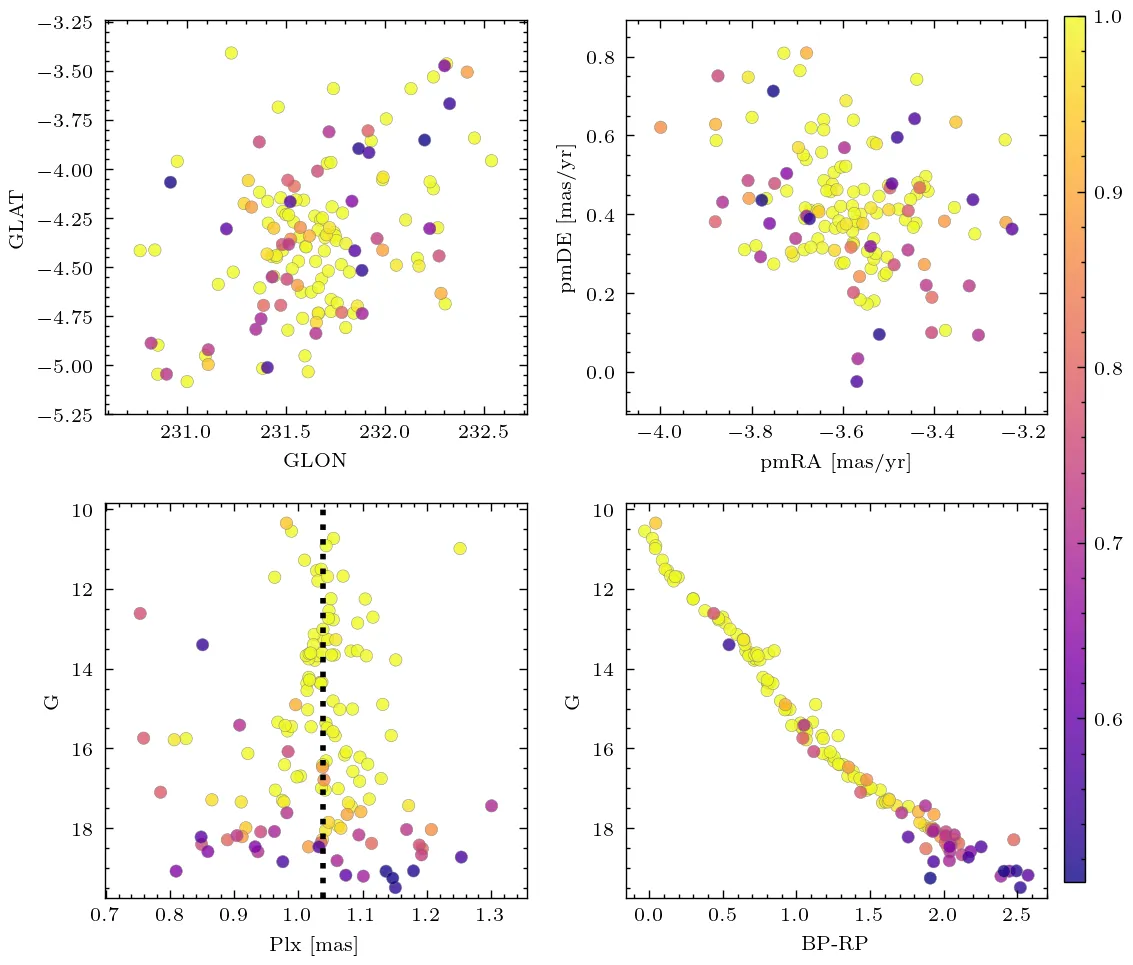 −3.25
−3.50
−3.75
−4.00
−4.25
−4.50
−4.75
−5.00
−5.25
GLAT
231.0 231.5 232.0 232.5
GLON
0.8
0.6
0.4
0.2
0.0
pmDE [mas/yr]
−4.0 −3.8 −3.6 −3.4 −3.2
pmRA [mas/yr]
1.0
0.9
0.8
0.7
0.6
10
12
14
16
18
G
0.7 0.8 0.9 1.0 1.1 1.2 1.3
Plx [mas]
10
12
14
16
18
G
0.0 0.5 1.0 1.5 2.0 2.5
BP-RP